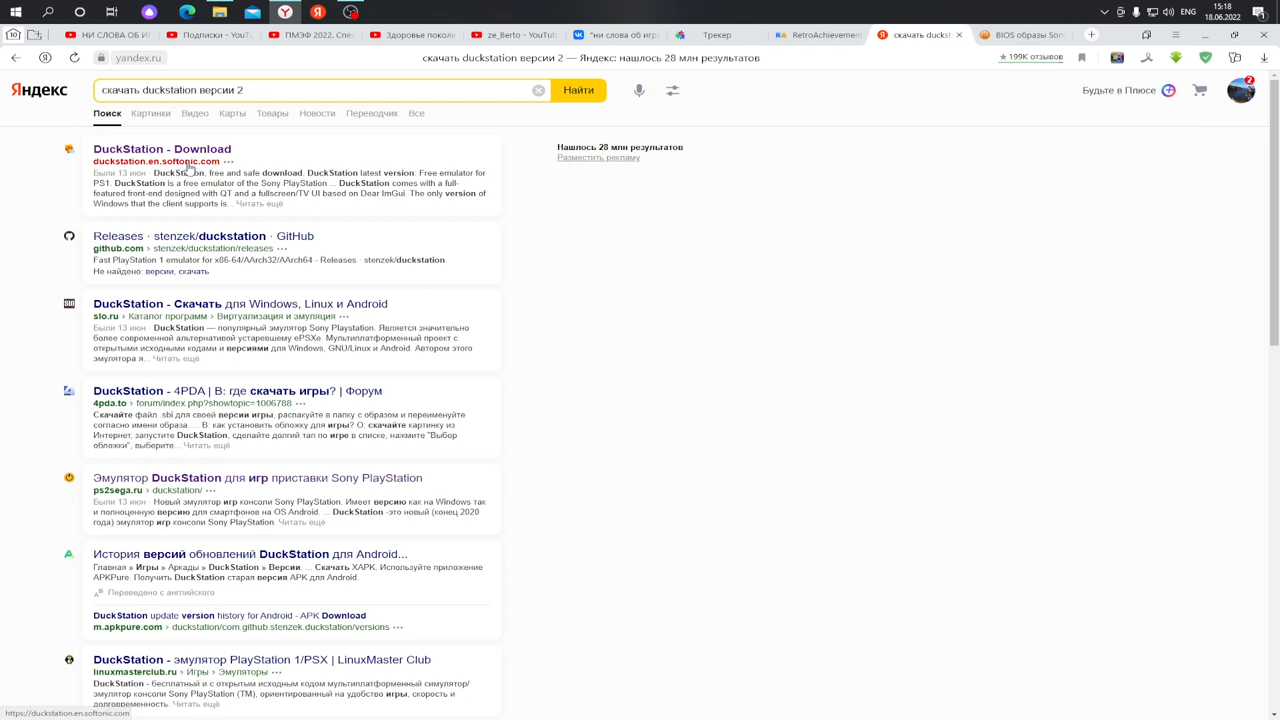 15:18
ENG
18.06.2022
НИ СЛОВА ОБ ИГ
Подписки - YouTu
ПМЭФ 2022. Спец
Здоровье поколе
ze_Berto - YouTub
"ни слова об игра
Трекер
RetroAchievement
скачать duckst
BIOS образы Sony
yandex.ru
скачать duckstation версии 2 — Яндекс: нашлось 28 млн результатов
★ 199K отзывов
Яндекс
скачать duckstation версии 2
Найти
Будьте в Плюсе
2
Поиск Картинки Видео Карты Товары Новости Переводчик Все
DuckStation - Download
duckstation.en.softonic.com
Были 13 июн · DuckStation, free and safe download. DuckStation latest version: Free emulator for
PS1. DuckStation is a free emulator of the Sony PlayStation ... DuckStation comes with a full-
featured front-end designed with QT and a fullscreen/TV UI based on Dear ImGui. The only version of
Windows that the client supports is... Читать ещё
Нашлось 28 млн результатов
Разместить рекламу
Releases · stenzek/duckstation · GitHub
github.com › stenzek/duckstation/releases
Fast PlayStation 1 emulator for x86-64/AArch32/AArch64 - Releases · stenzek/duckstation.
Не найдено: версии, скачать
DuckStation - Скачать для Windows, Linux и Android
slo.ru › Каталог программ › Виртуализация и эмуляция
Были 13 июн · DuckStation — популярный эмулятор Sony Playstation. Является значительно
более современной альтернативой устаревшему ePSXe. Мультиплатформенный проект с
открытыми исходными кодами и версиями для Windows, GNU/Linux и Android. Автором этого
эмулятора я... Читать ещё
DuckStation - 4PDA | В: где скачать игры? | Форум
4pda.to › forum/index.php?showtopic=1006788
Скачайте файл .sbi для своей версии игры, распакуйте в папку с образом и переименуйте
согласно имени образа. ... В: как установить обложку для игры? О: скачайте картинку из
Интернет, запустите DuckStation, сделайте долгий тап по игре в списке, нажмите "Выбор
обложки", выберите... Читать ещё
Эмулятор DuckStation для игр приставки Sony PlayStation
ps2sega.ru › duckstation/
Были 13 июн · Новый эмулятор игр консоли Sony PlayStation. Имеет версию как на Windows так
и полноценную версию для смартфонов на OS Android. ... DuckStation -это новый (конец 2020
года) эмулятор игр консоли Sony PlayStation. Читать ещё
История версий обновлений DuckStation для Android...
Главная » Игры » Аркады » DuckStation » Версии. ... Скачать XAPK. Используйте приложение
APKPure. Получить DuckStation старая версия APK для Android.
Переведено с английского
DuckStation update version history for Android - APK Download
m.apkpure.com › duckstation/com.github.stenzek.duckstation/versions
DuckStation - эмулятор PlayStation 1/PSX | LinuxMaster Club
linuxmasterclub.ru › Игры › Эмуляторы
DuckStation - бесплатный и с открытым исходным кодом мультиплатформенный симулятор/
эмулятор консоли Sony PlayStation (TM), ориентированный на удобство игры, скорость и
долговременность. Читать ещё
https://duckstation.en.softonic.com